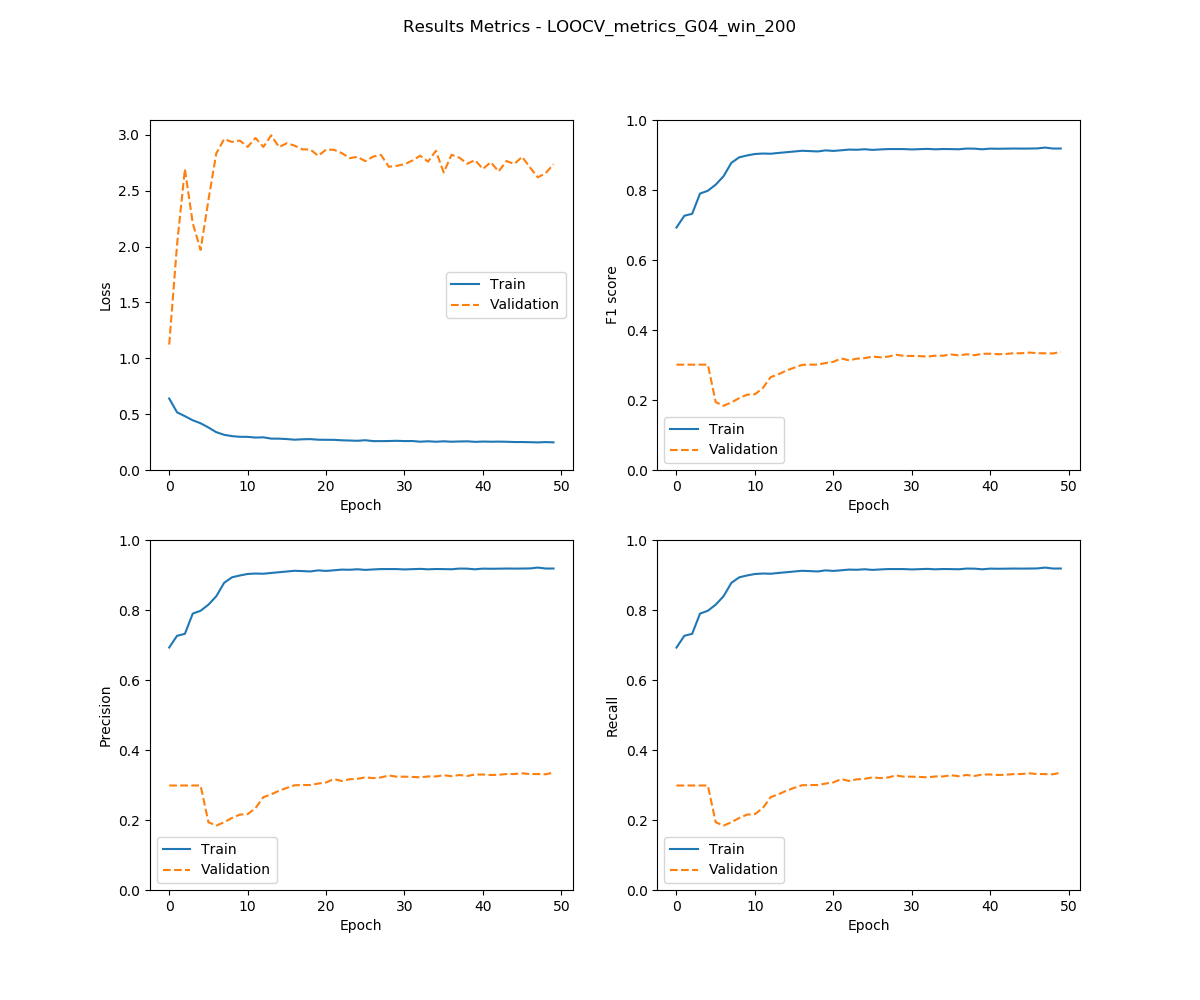 Results Metrics - LOOCV_metrics_G04_win_200
3.0
2.5
2.0
1.5
1.0
0.5
0.0
Loss
Train
Validation
0 10 20 30 40 50
Epoch
1.0
0.8
0.6
0.4
0.2
0.0
F1 score
Train
Validation
0 10 20 30 40 50
Epoch
1.0
0.8
0.6
0.4
0.2
0.0
Precision
Train
Validation
0 10 20 30 40 50
Epoch
1.0
0.8
0.6
0.4
0.2
0.0
Recall
Train
Validation
0 10 20 30 40 50
Epoch